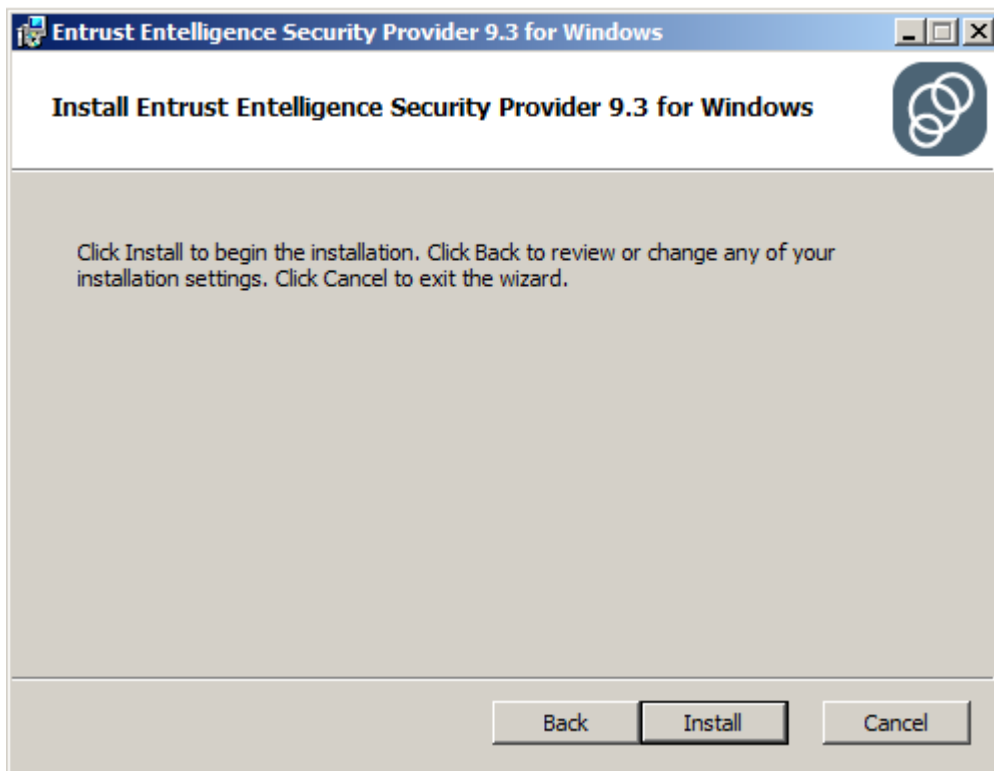 Entrust Entelligence Security Provider 9.3 for Windows
Install Entrust Entelligence Security Provider 9.3 for Windows
Click Install to begin the installation. Click Back to review or change any of your
installation settings. Click Cancel to exit the wizard.
Back Install Cancel